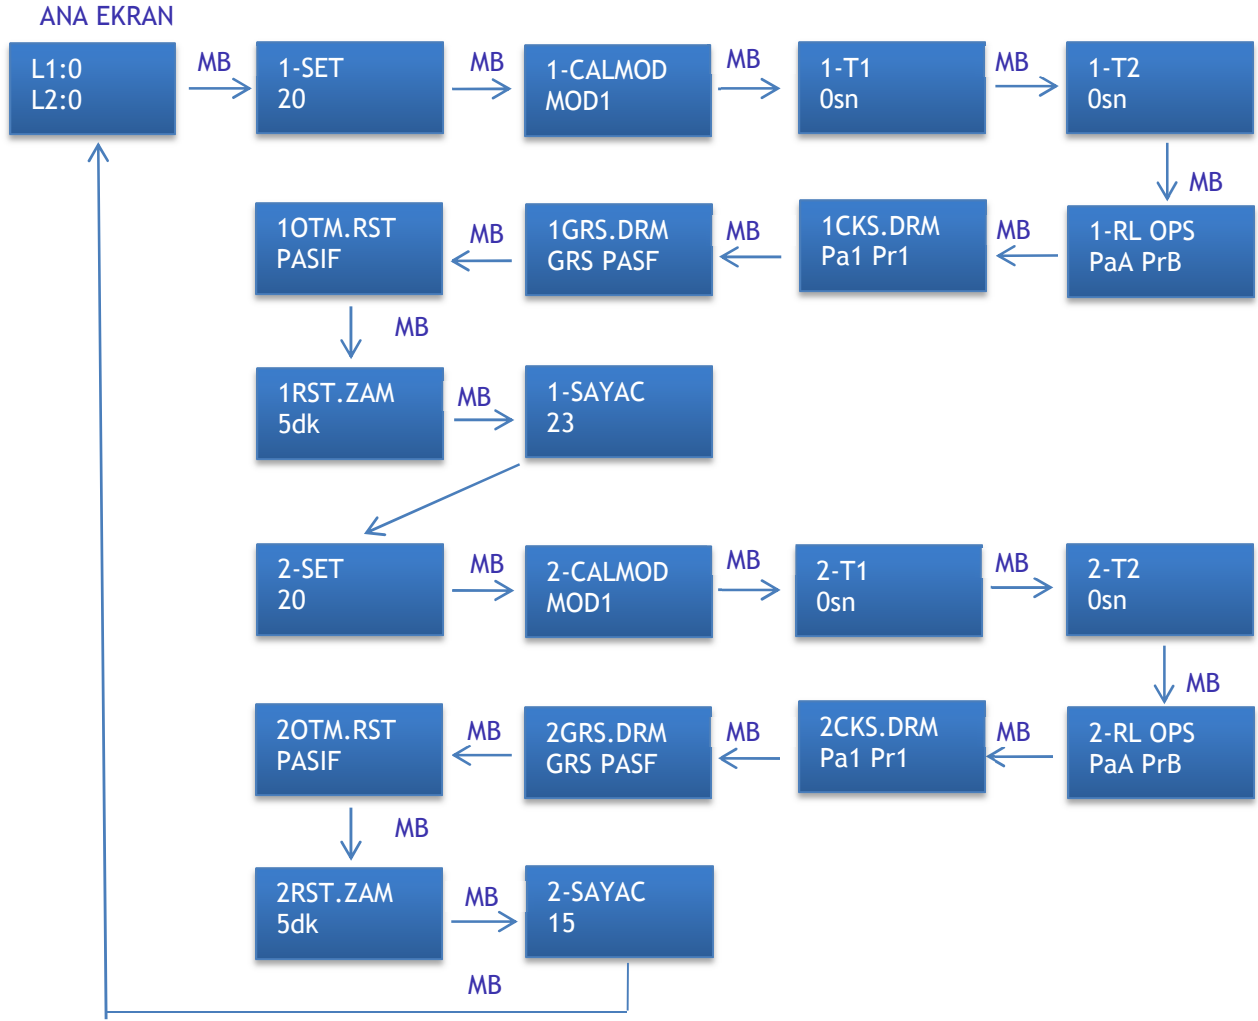 ANA EKRAN
L1:0
L2:0
MB
1-SET
20
MB
1-CALMOD
MOD1
MB
1-T1
0sn
MB
1-T2
0sn
MB
1-RL OPS
PaA PrB
MB
1CKS.DRM
Pa1 Pr1
MB
1GRS.DRM
GRS PASF
MB
1OTM.RST
PASIF
MB
1RST.ZAM
5dk
MB
1-SAYAC
23
2-SET
20
MB
2-CALMOD
MOD1
MB
2-T1
0sn
MB
2-T2
0sn
MB
2-RL OPS
PaA PrB
MB
2CKS.DRM
Pa1 Pr1
MB
2GRS.DRM
GRS PASF
MB
2OTM.RST
PASIF
MB
2RST.ZAM
5dk
MB
2-SAYAC
15
MB